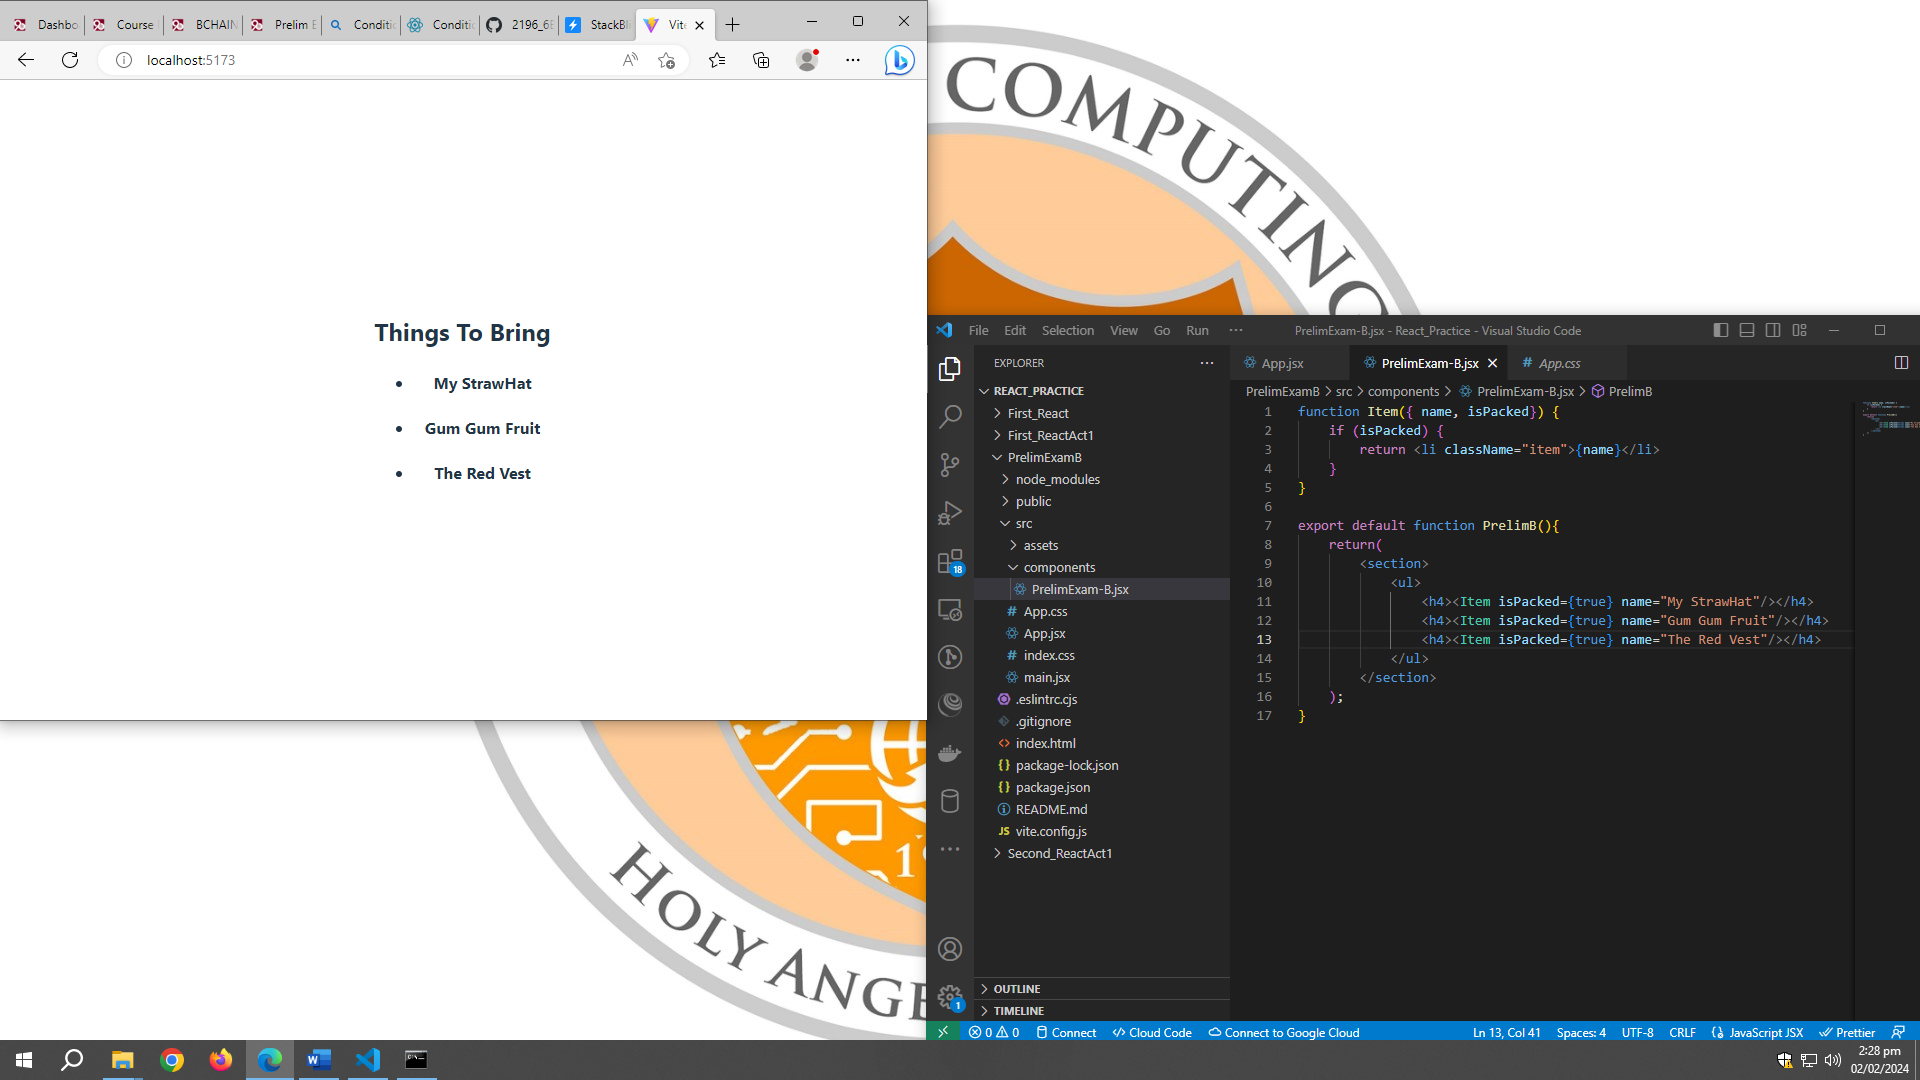 Dashbo
Course
BCHAIN
Prelim E
Conditic
Conditic
2196_6E
StackBli
Vite
localhost:5173
Things To Bring
• My StrawHat
• Gum Gum Fruit
• The Red Vest
COMPUTING
HOLY ANGE
File Edit Selection View Go Run ···
PrelimExam-B.jsx - React_Practice - Visual Studio Code
EXPLORER
REACT_PRACTICE
First_React
First_ReactAct1
PrelimExamB
node_modules
public
src
assets
components
PrelimExam-B.jsx
# App.css
App.jsx
# index.css
main.jsx
.eslintrc.cjs
.gitignore
<> index.html
{} package-lock.json
{} package.json
README.md
JS vite.config.js
Second_ReactAct1
OUTLINE
TIMELINE
18
1
App.jsx
PrelimExam-B.jsx
# App.css
PrelimExamB > src > components > PrelimExam-B.jsx > PrelimB
1 function Item({ name, isPacked}) {
2 if (isPacked) {
3 return <li className="item">{name}</li>
4 }
5 }
6
7 export default function PrelimB(){
8 return(
9 <section>
10 <ul>
11 <h4><Item isPacked={true} name="My StrawHat"/></h4>
12 <h4><Item isPacked={true} name="Gum Gum Fruit"/></h4>
13 <h4><Item isPacked={true} name="The Red Vest"/></h4>
14 </ul>
15 </section>
16 );
17 }
0 0 Connect Cloud Code Connect to Google Cloud
Ln 13, Col 41 Spaces: 4 UTF-8 CRLF JavaScript JSX Prettier
2:28 pm
02/02/2024